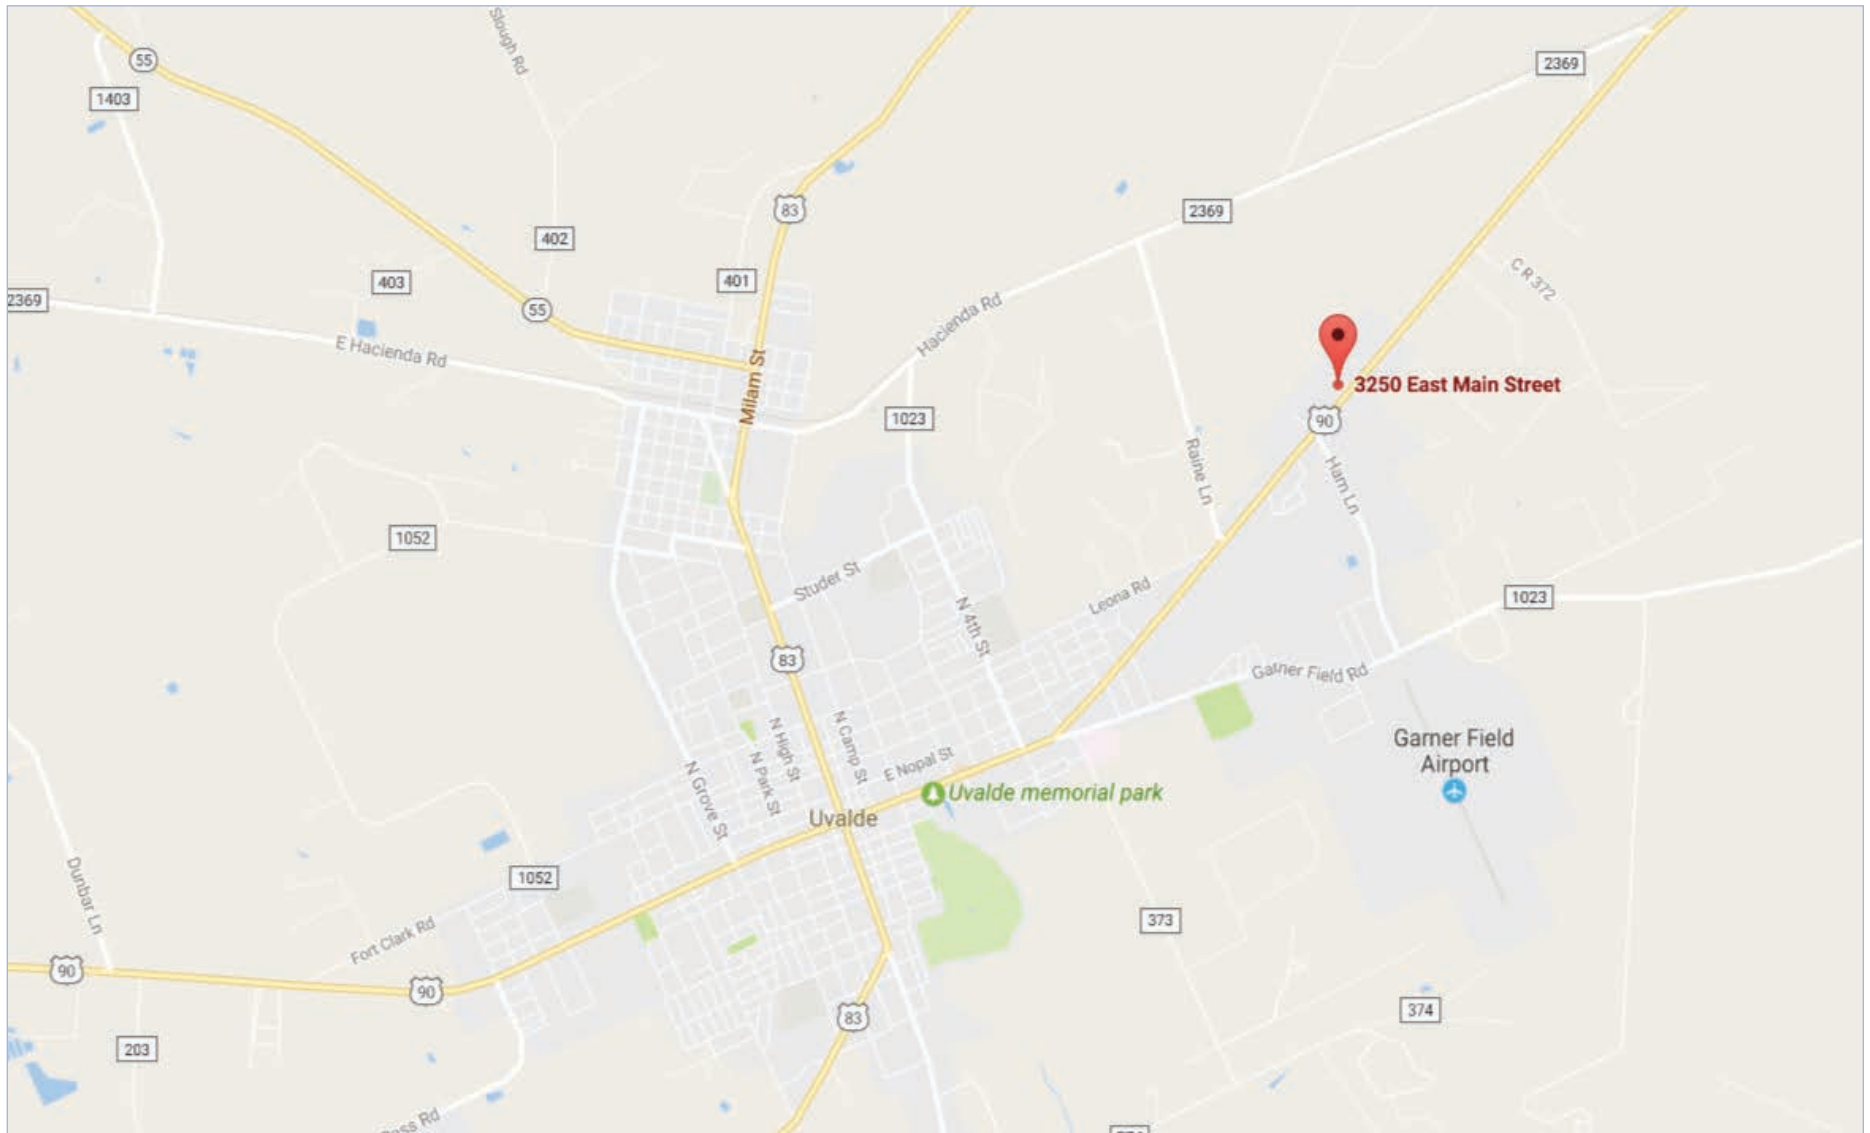 Slough Rd
55
1403
2369
83
2369
402
401
403
C R 372
2369
55
Hacienda Rd
E Hacienda Rd
Milam St
3250 East Main Street
1023
90
Raine Ln
Ham Ln
1052
Studer St
Leona Rd
1023
N 4th St
83
Garner Field Rd
N High St
N Camp St
Garner Field
Airport
N Park St
E Nopal St
N Grove St
Uvalde memorial park
Uvalde
Dunbar Ln
1052
373
Fort Clark Rd
90
90
374
83
203
Rd